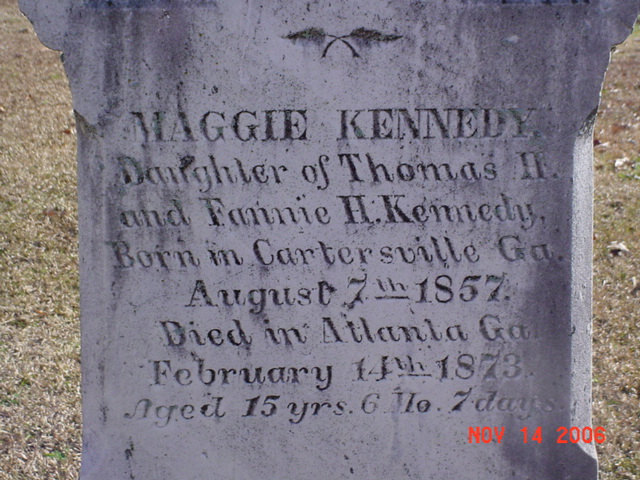 MAGGIE KENNEDY.
Daughter of Thomas H.
and Fannie H. Kennedy,
Born in Cartersville Ga.
August 7th 1857.
Died in Atlanta Ga.
February 14th 1873.
Aged 15 yrs. 6 Mo. 7 days.
NOV 14 2006